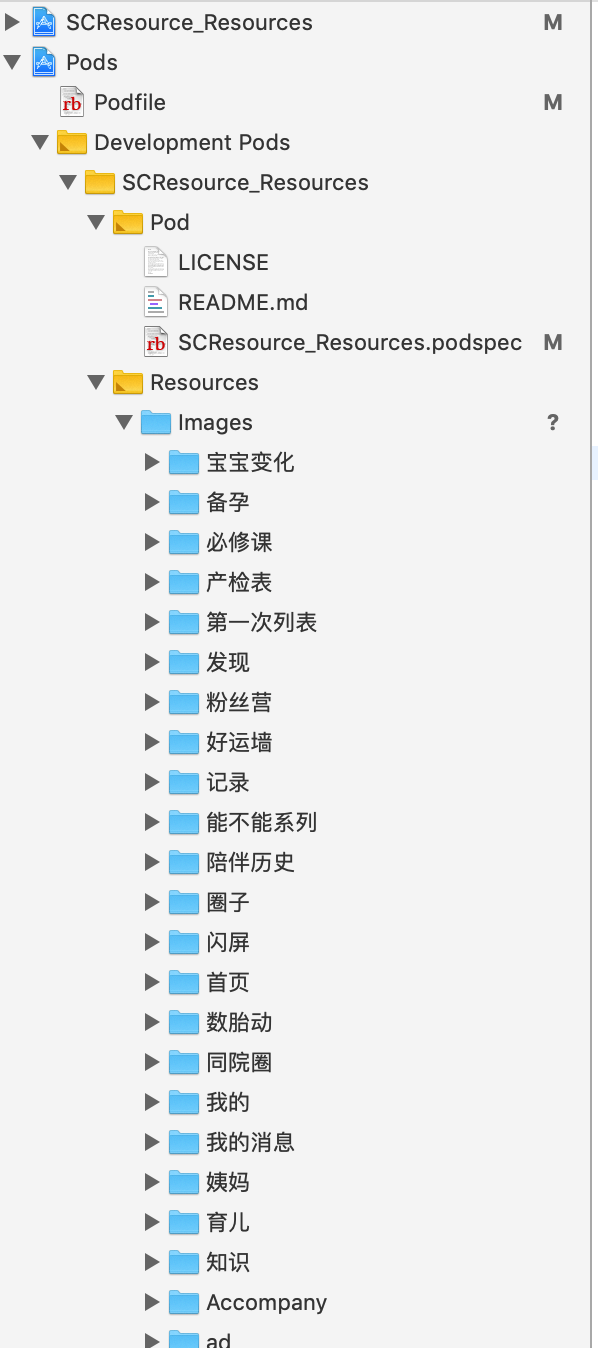 SCResource_Resources M
Pods
rb Podfile M
Development Pods
SCResource_Resources
Pod
LICENSE
README.md
rb SCResource_Resources.podspec M
Resources
Images ?
宝宝变化
备孕
必修课
产检表
第一次列表
发现
粉丝营
好运墙
记录
能不能系列
陪伴历史
圈子
闪屏
首页
数胎动
同院圈
我的
我的消息
姨妈
育儿
知识
Accompany
ad